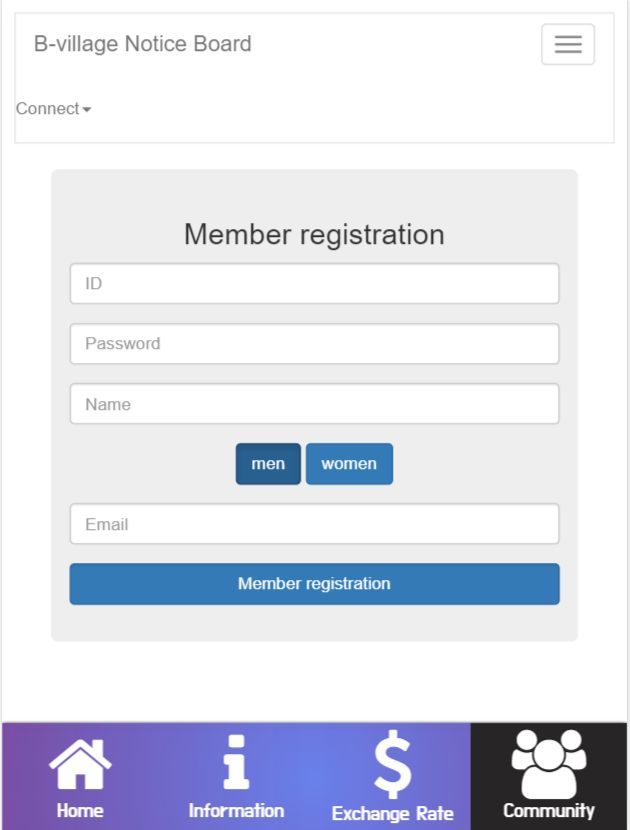 B-village Notice Board
Connect
Member registration
ID
Password
Name
men women
Email
Member registration
Home Information Exchange Rate Community